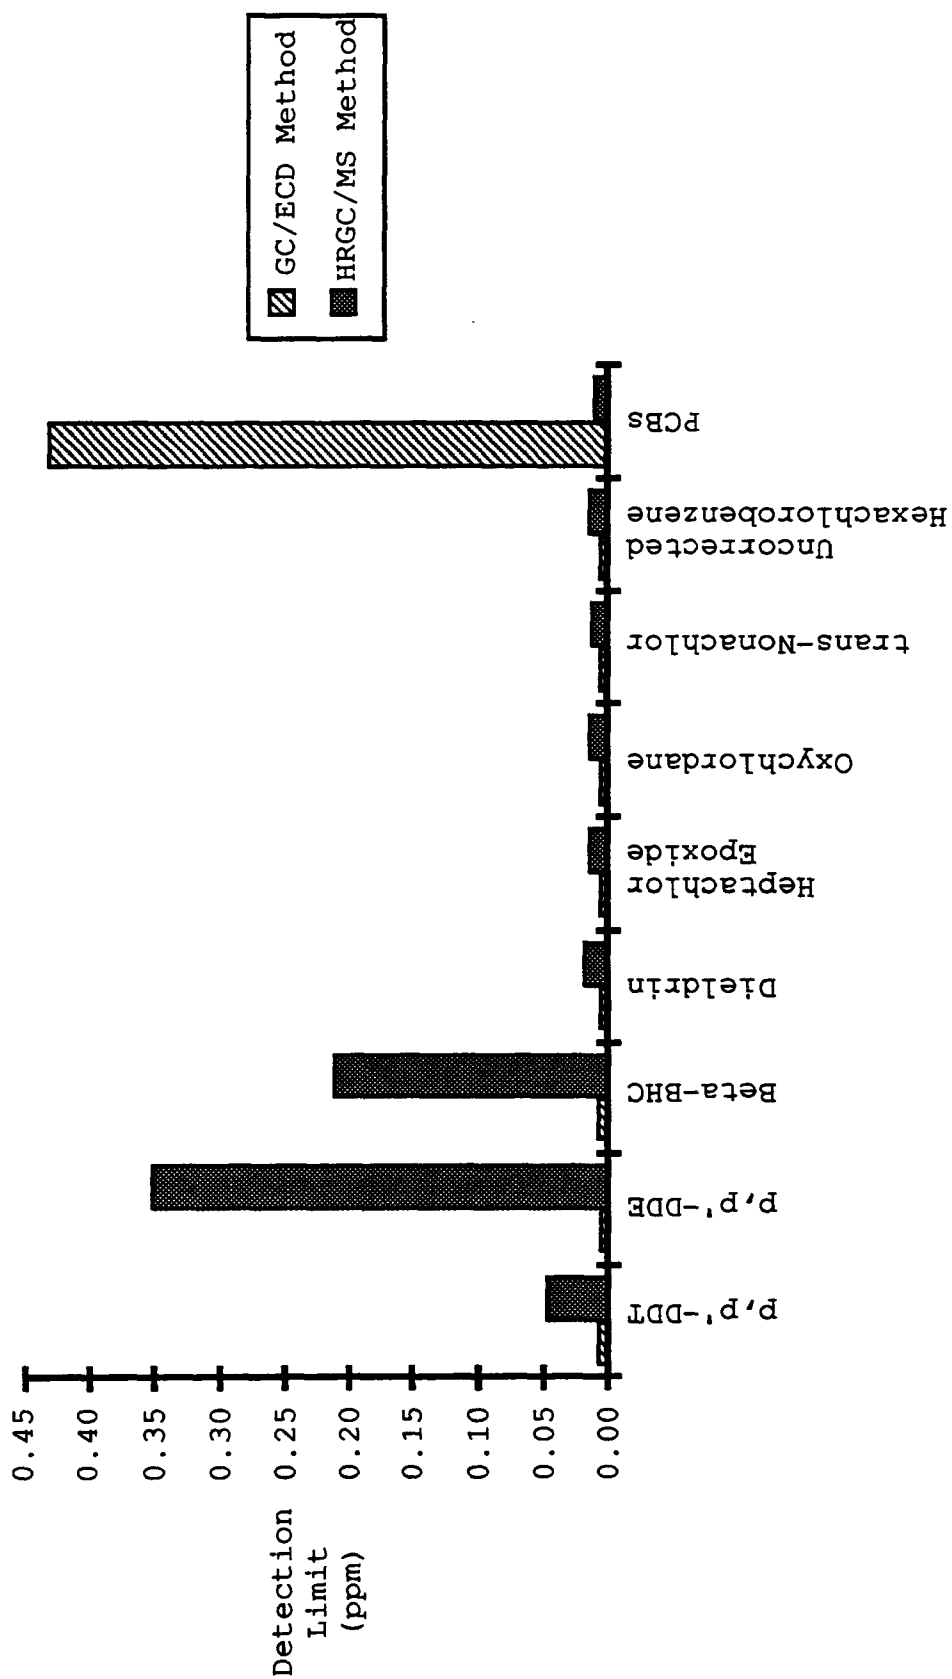 GC/ECD Method
HRGC/MS Method
Detection
Limit
(ppm)
0.45
0.40
0.35
0.30
0.25
0.20
0.15
0.10
0.05
0.00
p,p'-DDT
p,p'-DDE
Beta-BHC
Dieldrin
Heptachlor
Epoxide
Oxychlordane
trans-Nonachlor
Uncorrected
Hexachlorobenzene
PCBs